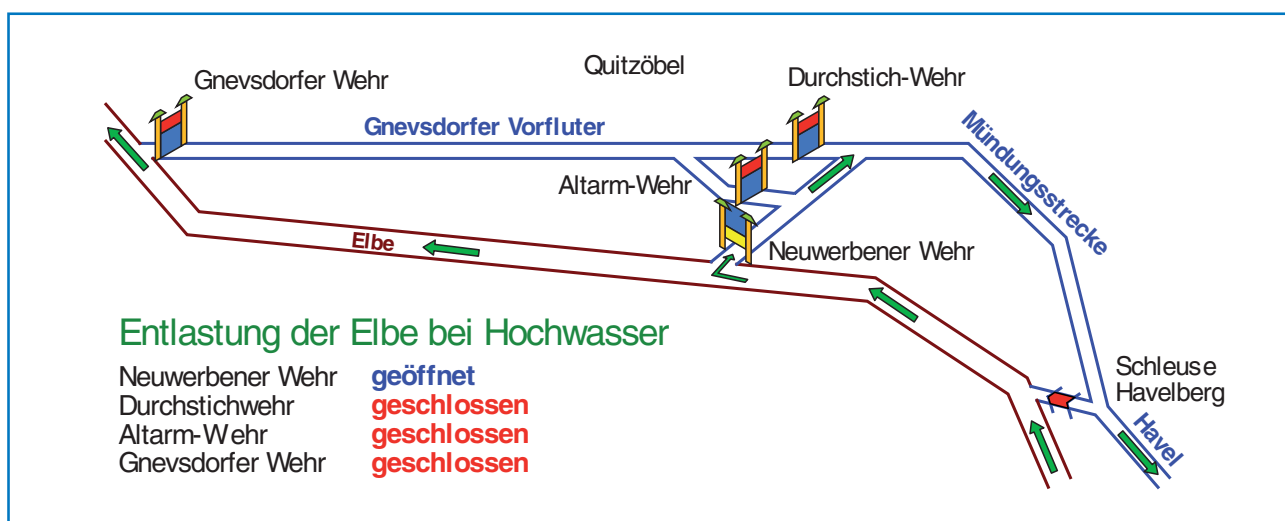 Quitzöbel
Gnevsdorfer Wehr
Durchstich-Wehr
Gnevsdorfer Vorfluter
Mündungsstrecke
Altarm-Wehr
Elbe
Neuwerbener Wehr
Entlastung der Elbe bei Hochwasser
Neuwerbener Wehr geöffnet
Durchstichwehr geschlossen
Altarm-Wehr geschlossen
Gnevsdorfer Wehr geschlossen
Schleuse
Havelberg
Havel